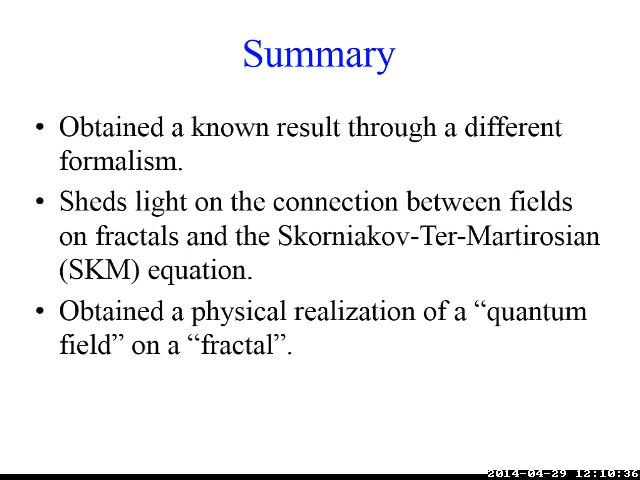 Summary
• Obtained a known result through a different
formalism.
• Sheds light on the connection between fields
on fractals and the Skorniakov-Ter-Martirosian
(SKM) equation.
• Obtained a physical realization of a “quantum
field” on a “fractal”.
2014-04-29 12:10:36